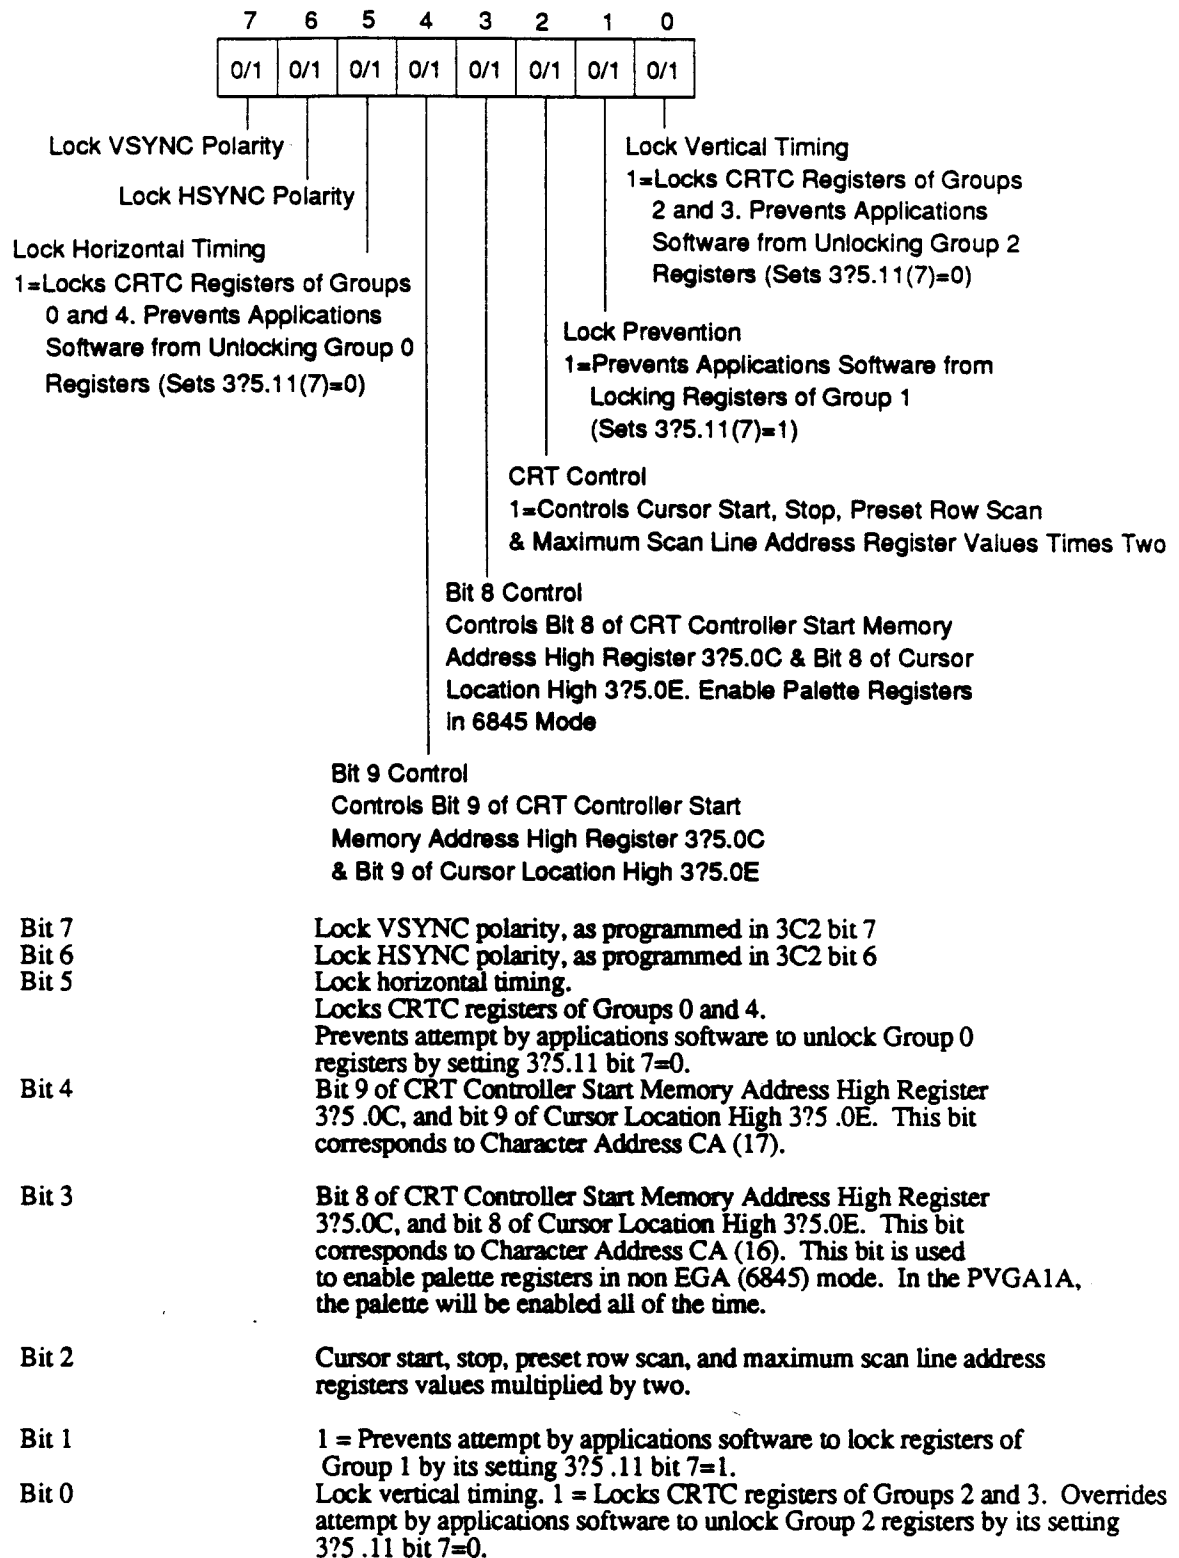 7 6 5 4 3 2 1 0
0/1 0/1 0/1 0/1 0/1 0/1 0/1 0/1
Lock VSYNC Polarity
Lock HSYNC Polarity
Lock Horizontal Timing
1=Locks CRTC Registers of Groups
0 and 4. Prevents Applications
Software from Unlocking Group 0
Registers (Sets 3?5.11(7)=0)
Lock Vertical Timing
1=Locks CRTC Registers of Groups
2 and 3. Prevents Applications
Software from Unlocking Group 2
Registers (Sets 3?5.11(7)=0)
Lock Prevention
1=Prevents Applications Software from
Locking Registers of Group 1
(Sets 3?5.11(7)=1)
CRT Control
1=Controls Cursor Start, Stop, Preset Row Scan
& Maximum Scan Line Address Register Values Times Two
Bit 8 Control
Controls Bit 8 of CRT Controller Start Memory
Address High Register 3?5.0C & Bit 8 of Cursor
Location High 3?5.0E. Enable Palette Registers
in 6845 Mode
Bit 9 Control
Controls Bit 9 of CRT Controller Start
Memory Address High Register 3?5.0C
& Bit 9 of Cursor Location High 3?5.0E
Bit 7 Lock VSYNC polarity, as programmed in 3C2 bit 7
Bit 6 Lock HSYNC polarity, as programmed in 3C2 bit 6
Bit 5 Lock horizontal timing.
Locks CRTC registers of Groups 0 and 4.
Prevents attempt by applications software to unlock Group 0
registers by setting 3?5.11 bit 7=0.
Bit 4 Bit 9 of CRT Controller Start Memory Address High Register
3?5 .0C, and bit 9 of Cursor Location High 3?5 .0E. This bit
corresponds to Character Address CA (17).
Bit 3 Bit 8 of CRT Controller Start Memory Address High Register
3?5.0C, and bit 8 of Cursor Location High 3?5.0E. This bit
corresponds to Character Address CA (16). This bit is used
to enable palette registers in non EGA (6845) mode. In the PVGA1A,
the palette will be enabled all of the time.
Bit 2 Cursor start, stop, preset row scan, and maximum scan line address
registers values multiplied by two.
Bit 1 1 = Prevents attempt by applications software to lock registers of
Group 1 by its setting 3?5 .11 bit 7=1.
Bit 0 Lock vertical timing. 1 = Locks CRTC registers of Groups 2 and 3. Overrides
attempt by applications software to unlock Group 2 registers by its setting
3?5 .11 bit 7=0.